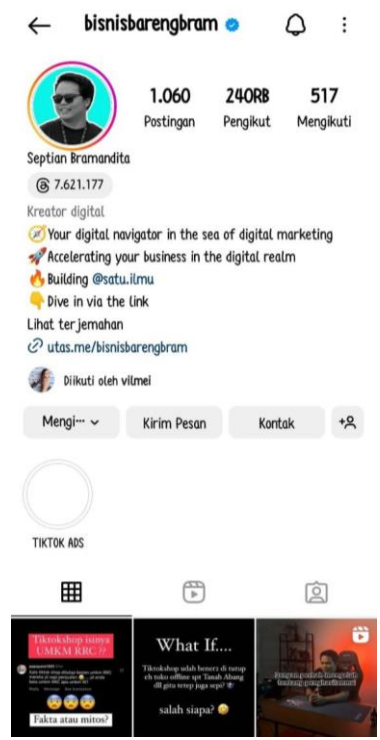 bisnisbarengbram
1.060 240RB 517
Postingan Pengikut Mengikuti
Septian Bramandita
7.621.177
Kreator digital
🧭Your digital navigator in the sea of digital marketing
🚀Accelerating your business in the digital realm
🔥Building @satu.ilmu
👇Dive in via the link
Lihat terjemahan
utas.me/bisnisbarengbram
Diikuti oleh vilmei
Mengi... Kirim Pesan Kontak
TIKTOK ADS
Tiktokshop isinya
UMKM RRC ?!
Fakta atau mitos?
What If....
Tiktokshop udah bener2 di tutup
eh toko offline spt Tanah Abang
dll gitu tetep juga sepi?
salah siapa?